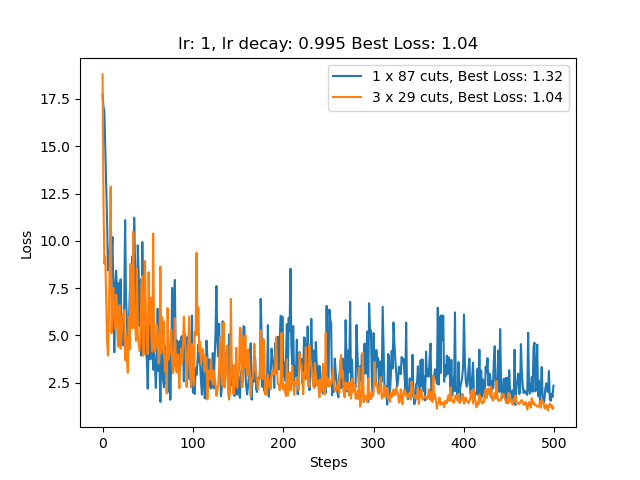 lr: 1, lr decay: 0.995 Best Loss: 1.04
1 x 87 cuts, Best Loss: 1.32
3 x 29 cuts, Best Loss: 1.04
Loss
17.5
15.0
12.5
10.0
7.5
5.0
2.5
0
100
200
300
400
500
Steps